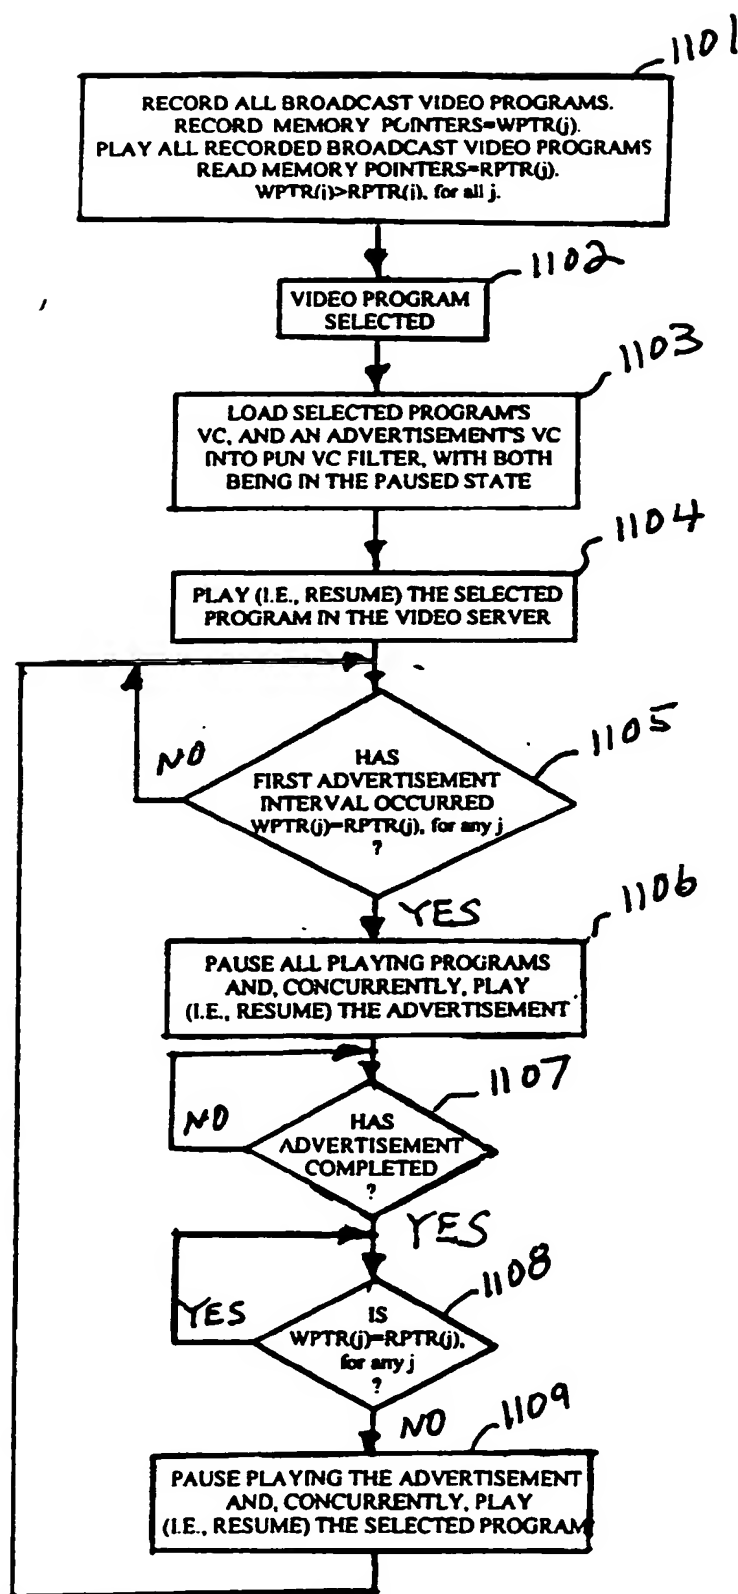 1101
RECORD ALL BROADCAST VIDEO PROGRAMS.
RECORD MEMORY POINTERS=WPTR(j).
PLAY ALL RECORDED BROADCAST VIDEO PROGRAMS
READ MEMORY POINTERS=RPTR(j).
WPTR(j)>RPTR(j), for all j.
1102
VIDEO PROGRAM
SELECTED
1103
LOAD SELECTED PROGRAM'S
VC, AND AN ADVERTISEMENT'S VC
INTO PUN VC FILTER, WITH BOTH
BEING IN THE PAUSED STATE
1104
PLAY (I.E., RESUME) THE SELECTED
PROGRAM IN THE VIDEO SERVER
1105
NO
HAS
FIRST ADVERTISEMENT
INTERVAL OCCURRED
WPTR(j)=RPTR(j), for any j
?
YES
1106
PAUSE ALL PLAYING PROGRAMS
AND, CONCURRENTLY, PLAY
(I.E., RESUME) THE ADVERTISEMENT
1107
NO
HAS
ADVERTISEMENT
COMPLETED
?
YES
1108
YES
IS
WPTR(j)=RPTR(j),
for any j
?
NO
1109
PAUSE PLAYING THE ADVERTISEMENT
AND, CONCURRENTLY, PLAY
(I.E., RESUME) THE SELECTED PROGRAM